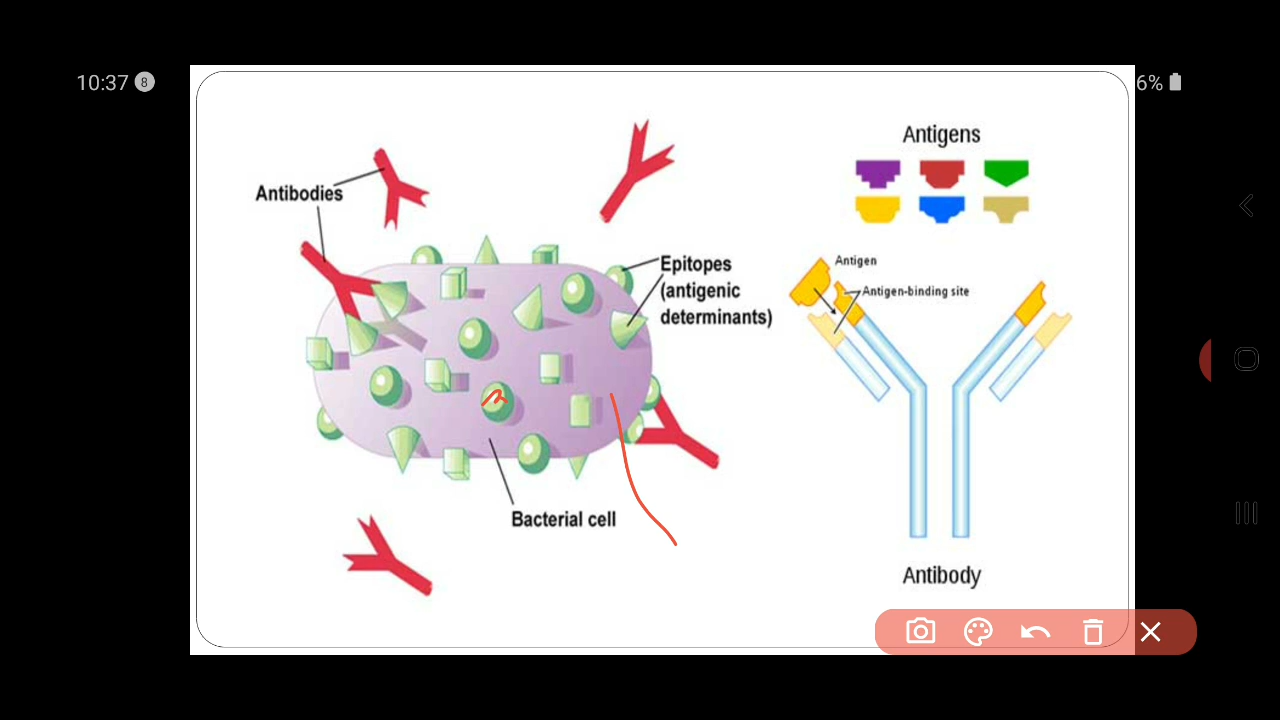 10:37 8
6%
Antibodies
Epitopes
(antigenic
determinants)
Bacterial cell
Antigens
Antigen
Antigen-binding site
Antibody